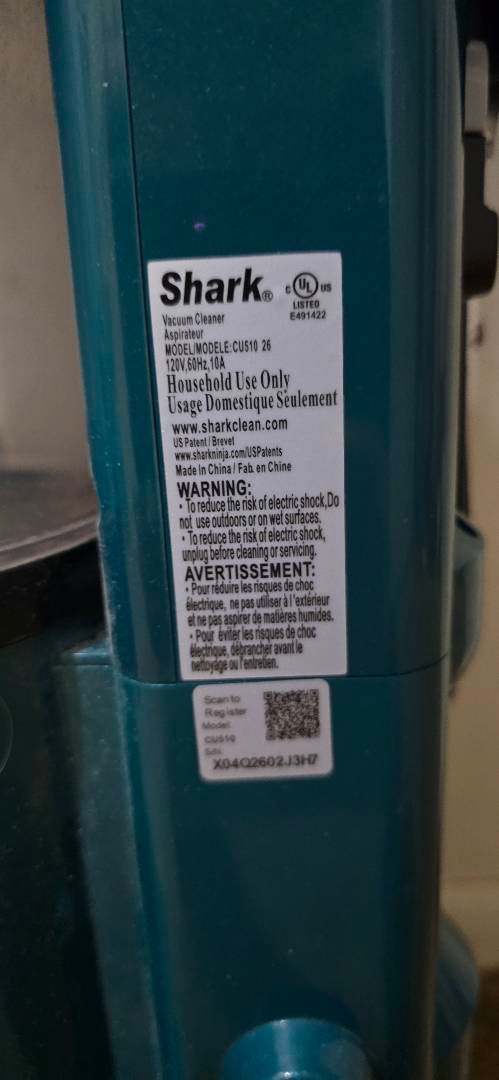 Shark®
Vacuum Cleaner
Aspirateur
MODEL/MODELE:CU510 26
120V,60Hz,10A
Household Use Only
Usage Domestique Seulement
www.sharkclean.com
US Patent / Brevet
www.sharkninja.com/USPatents
Made in China / Fab. en Chine
C UL US
LISTED
E491422
WARNING:
• To reduce the risk of electric shock,Do
not use outdoors or on wet surfaces.
• To reduce the risk of electric shock,
unplug before cleaning or servicing.
AVERTISSEMENT:
• Pour réduire les risques de choc
électrique, ne pas utiliser à l'extérieur
et ne pas aspirer de matières humides.
• Pour éviter les risques de choc
électrique, débrancher avant le
nettoyage ou l'entretien.
Scan to
Register
Model:
CU510
S/N:
X04Q2602J3H7